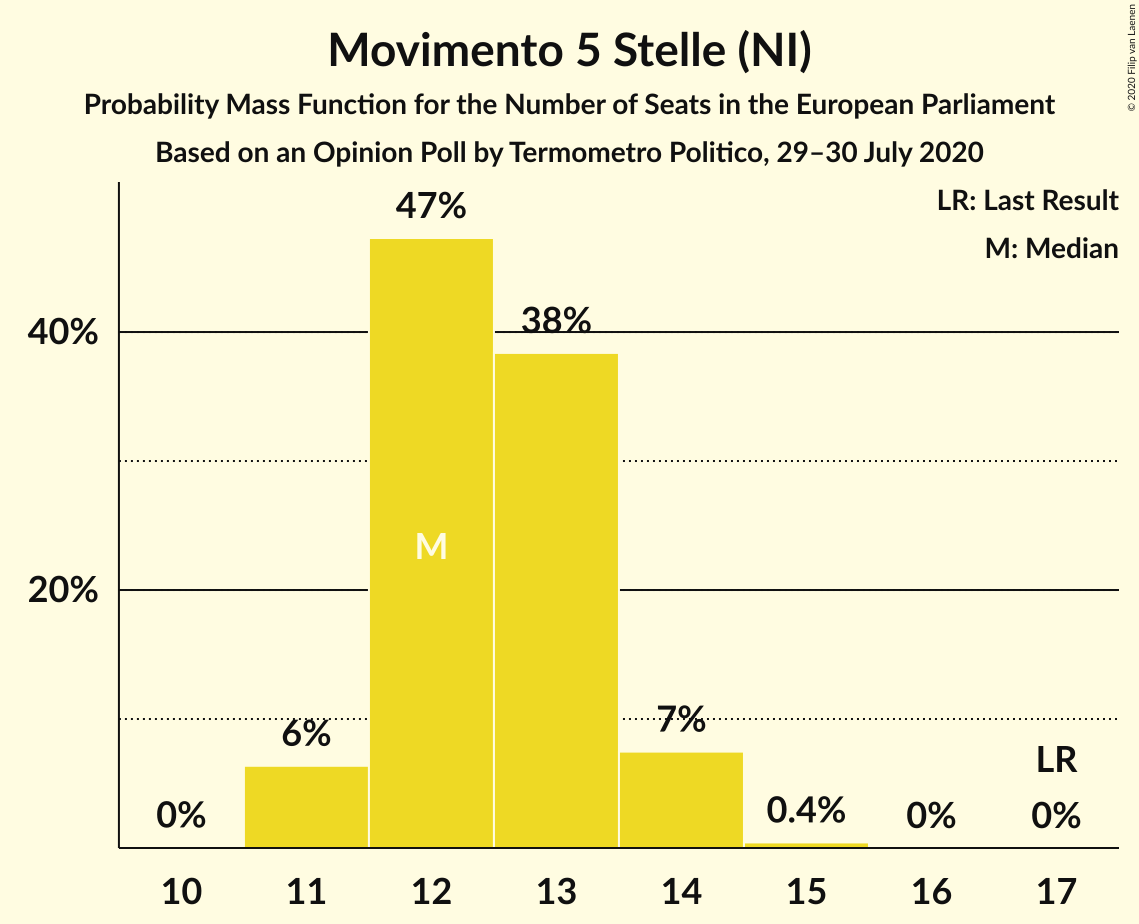 Movimento 5 Stelle (NI)
Probability Mass Function for the Number of Seats in the European Parliament
Based on an Opinion Poll by Termometro Politico, 29–30 July 2020
© 2020 Filip van Laenen
LR: Last Result
M: Median
47%
38%
40%
M
20%
6%
7%
LR
0%
0.4%
0%
0%
10 11 12 13 14 15 16 17